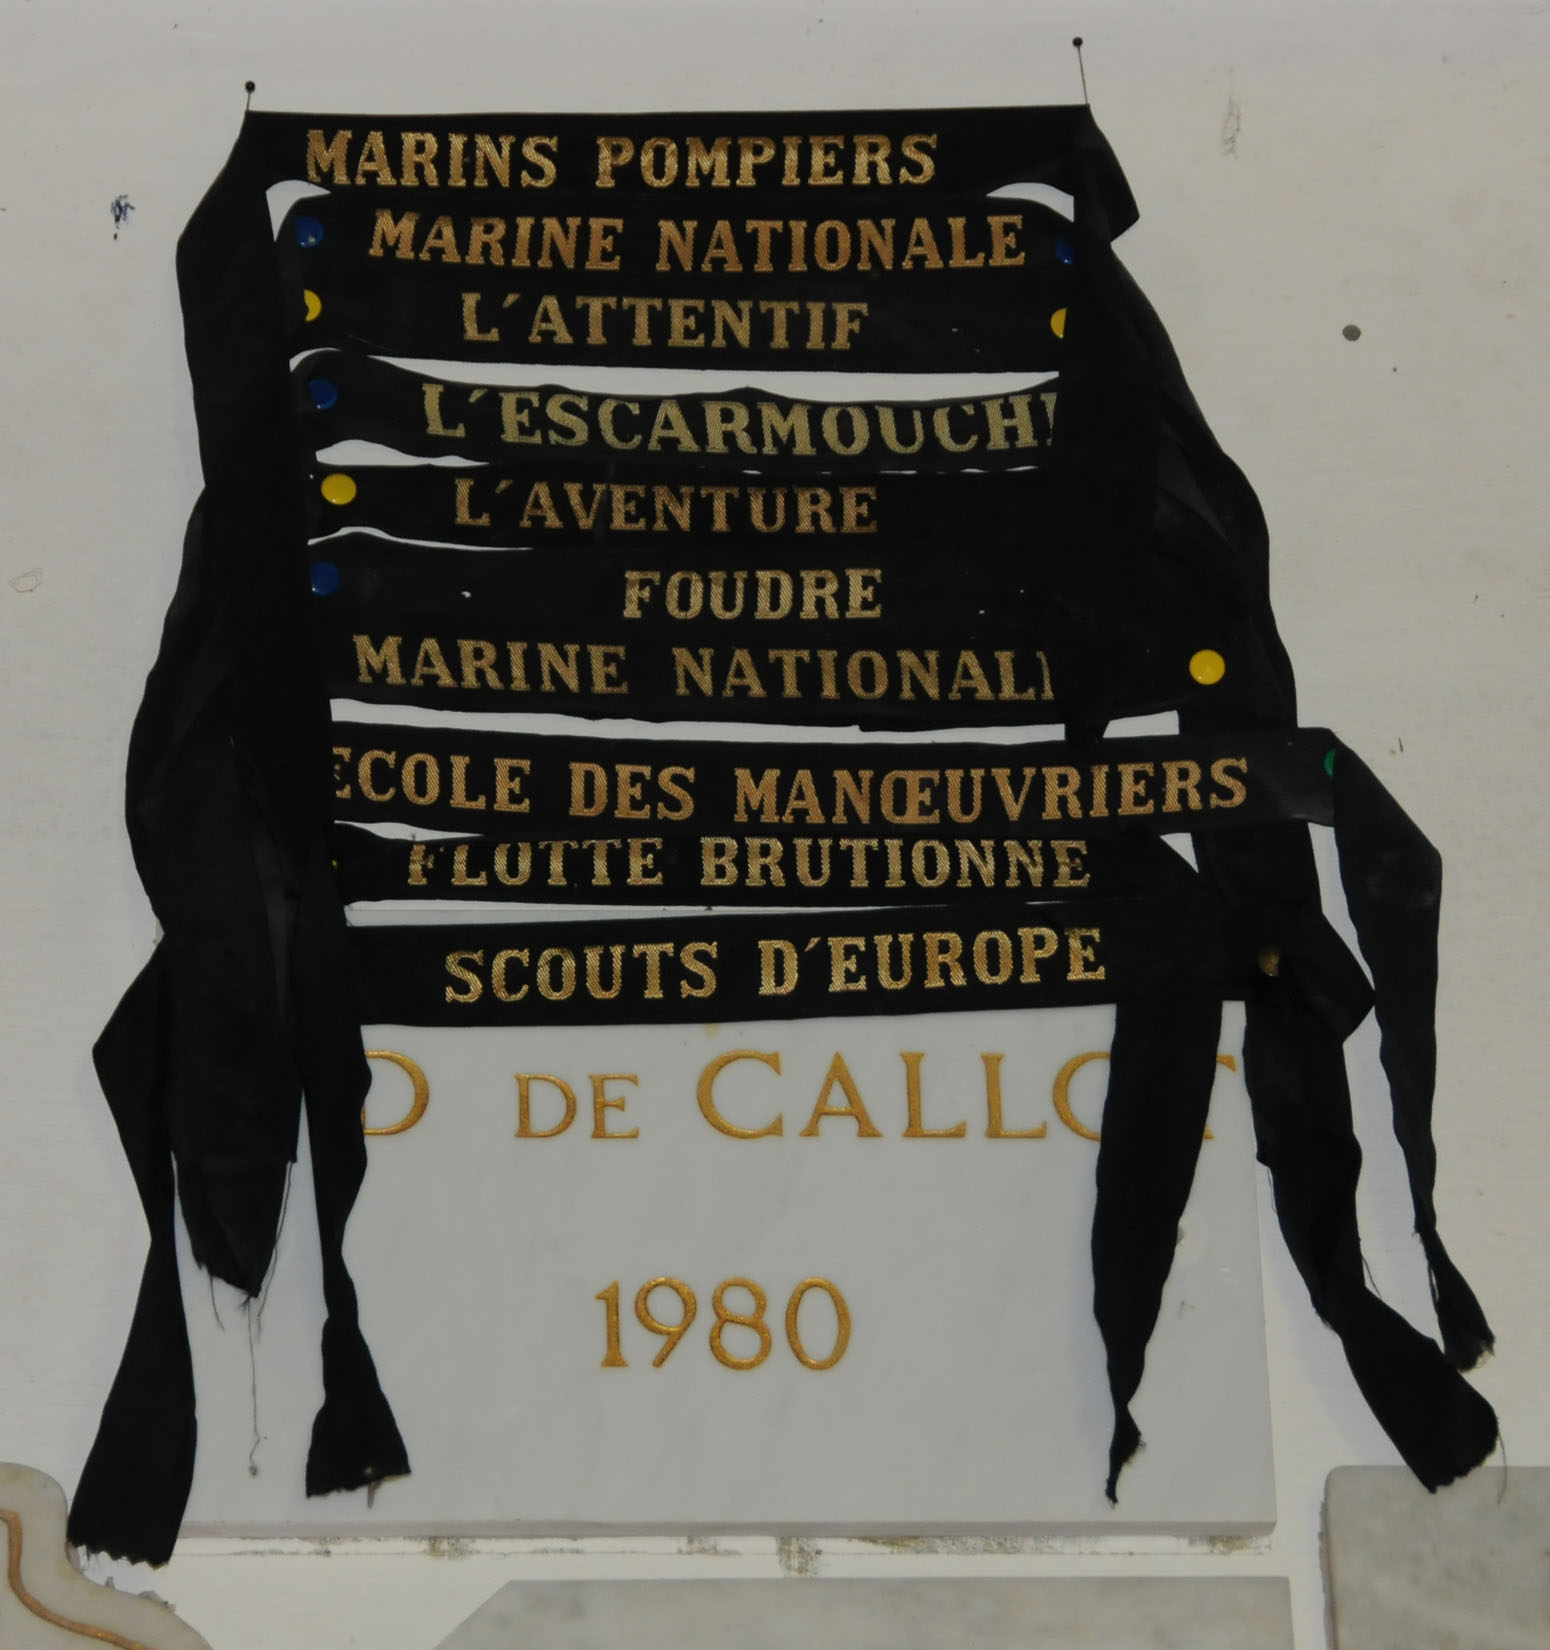 MARINS POMPIERS
MARINE NATIONALE
L'ATTENTIF
L'ESCARMOUCH
L'AVENTURE
FOUDRE
MARINE NATIONAL
ECOLE DES MANŒUVRIERS
FLOTTE BRUTIONNE
SCOUTS D'EUROPE
D DE CALLOT
1980